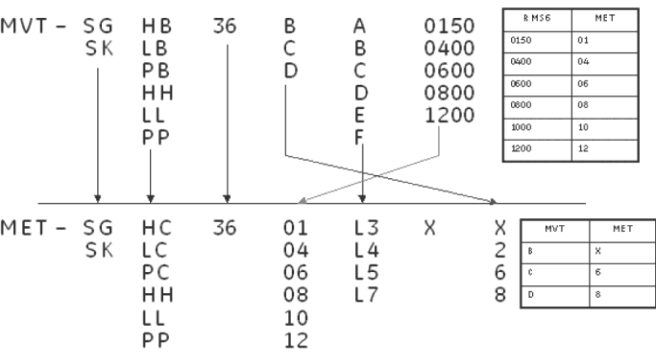 MVT - SG HB 36 B A 0150
SK LB C B 0400
PB D C 0600
HH D 0800
LL E 1200
PP F
RMS6 MET
0150 01
0400 04
0600 06
0800 08
1000 10
1200 12
MET - SG HC 36 01 L3 X X
SK LC 04 L4 2
PC 06 L5 6
HH 08 L7 8
LL 10
PP 12
MVT MET
B X
C 6
D 8